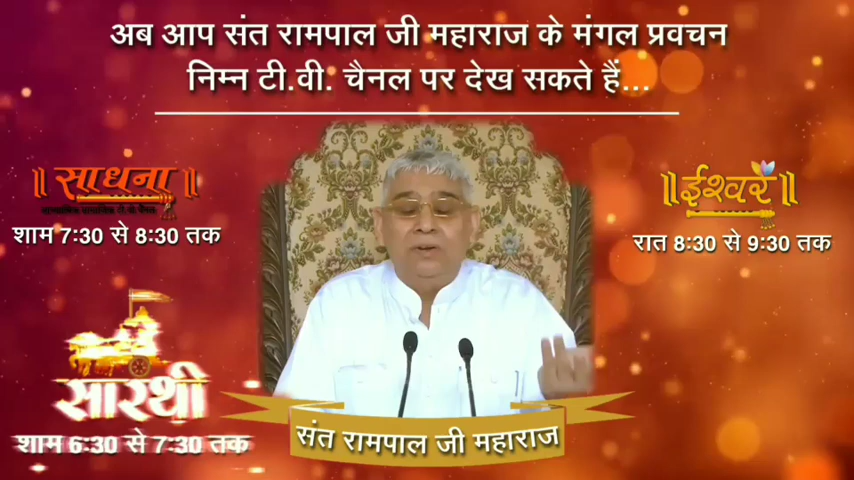 अब आप संत रामपाल जी महाराज के मंगल प्रवचन
निम्न टी.वी. चैनल पर देख सकते हैं...
॥साधना॥
शाम 7:30 से 8:30 तक
॥ईश्वर॥
रात 8:30 से 9:30 तक
सारथी
शाम 6:30 से 7:30 तक
संत रामपाल जी महाराज